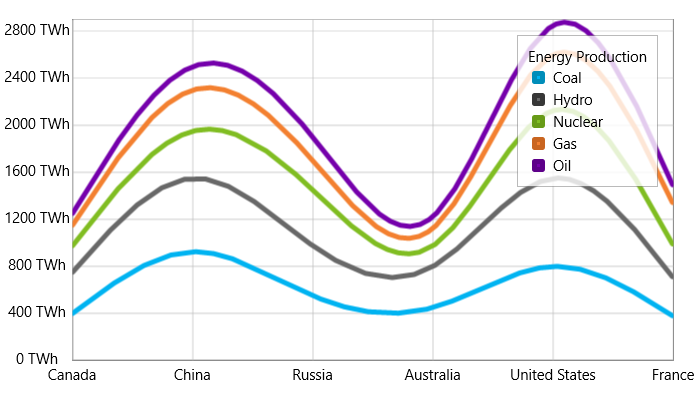 2800 TWh
2400 TWh
2000 TWh
1600 TWh
1200 TWh
800 TWh
400 TWh
0 TWh
Energy Production
Coal
Hydro
Nuclear
Gas
Oil
Canada China Russia Australia United States France